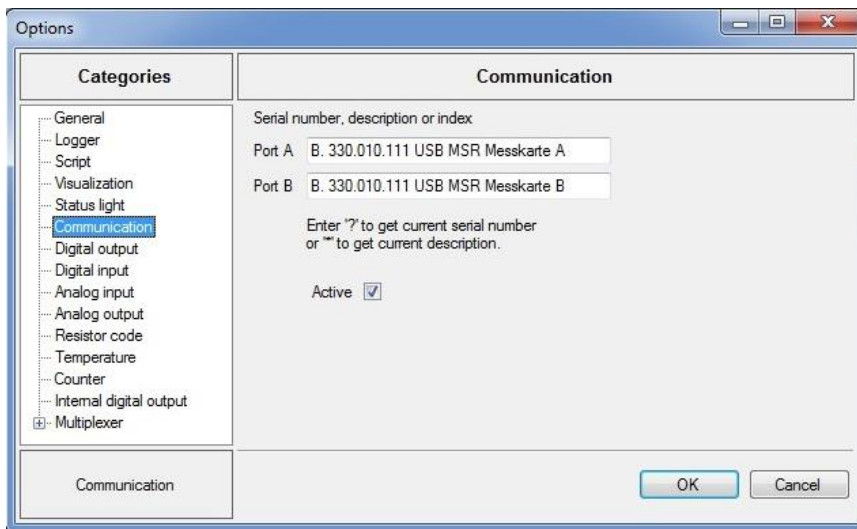 Options
Categories
Communication
General
Logger
Script
Visualization
Status light
Communication
Digital output
Digital input
Analog input
Analog output
Resistor code
Temperature
Counter
Internal digital output
Multiplexer
Communication
Serial number, description or index
Port A B. 330.010.111 USB MSR Messkarte A
Port B B. 330.010.111 USB MSR Messkarte B
Enter '?' to get current serial number
or '*' to get current description.
Active
OK
Cancel